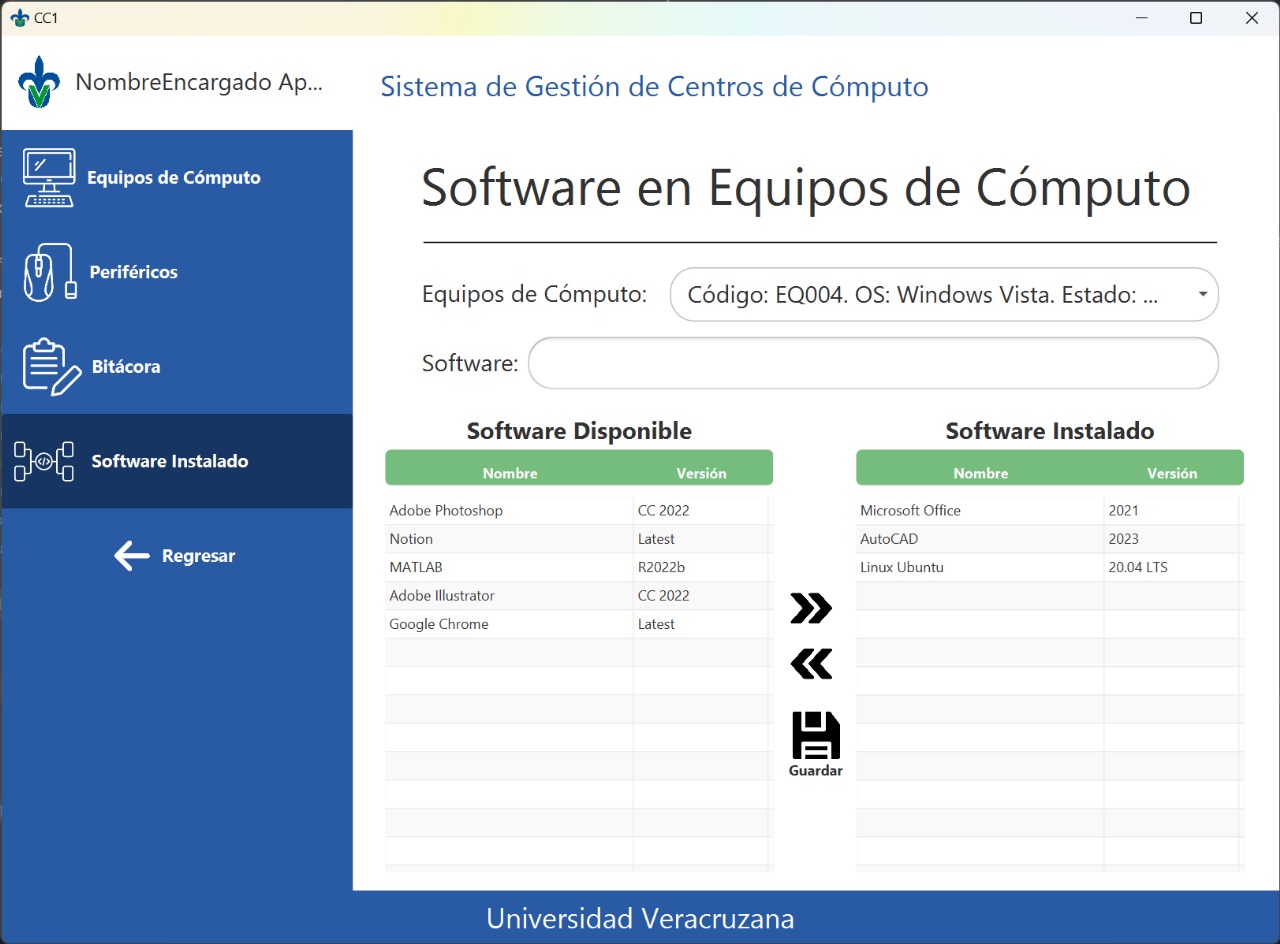 CC1
NombreEncargado Ap...
Sistema de Gestión de Centros de Cómputo
Equipos de Cómputo
Periféricos
Bitácora
Software Instalado
Regresar
Software en Equipos de Cómputo
Equipos de Cómputo: Código: EQ004. OS: Windows Vista. Estado: ...
Software:
Software Disponible
Nombre Versión
Adobe Photoshop CC 2022
Notion Latest
MATLAB R2022b
Adobe Illustrator CC 2022
Google Chrome Latest
Guardar
Software Instalado
Nombre Versión
Microsoft Office 2021
AutoCAD 2023
Linux Ubuntu 20.04 LTS
Universidad Veracruzana